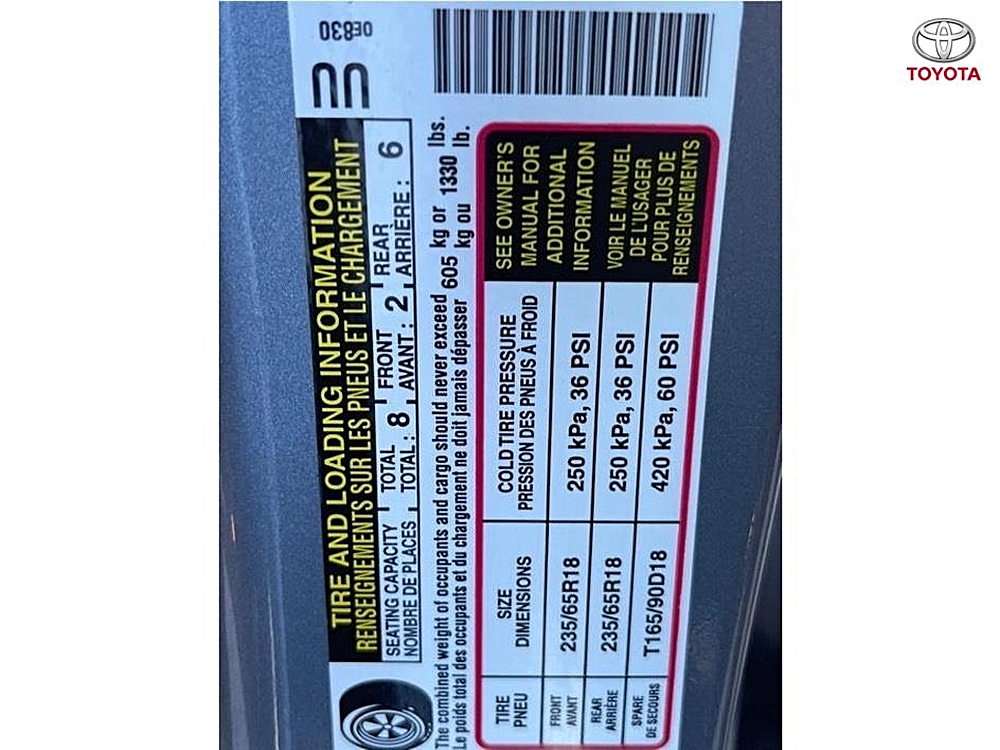 0E830
TIRE AND LOADING INFORMATION
RENSEIGNEMENTS SUR LES PNEUS ET LE CHARGEMENT
SEATING CAPACITY TOTAL 8 FRONT 2 REAR 6
NOMBRE DE PLACES TOTAL: AVANT: ARRIÈRE:
The combined weight of occupants and cargo should never exceed 605 kg or 1330 lbs.
Le poids total des occupants et du chargement ne doit jamais dépasser kg ou lb.
TIRE SIZE COLD TIRE PRESSURE
PNEU DIMENSIONS PRESSION DES PNEUS À FROID
FRONT 235/65R18 250 kPa, 36 PSI
AVANT
REAR 235/65R18 250 kPa, 36 PSI
ARRIÈRE
SPARE T165/90D18 420 kPa, 60 PSI
DE SECOURS
SEE OWNER'S
MANUAL FOR
ADDITIONAL
INFORMATION
VOIR LE MANUEL
DE L'USAGER
POUR PLUS DE
RENSEIGNEMENTS
TOYOTA